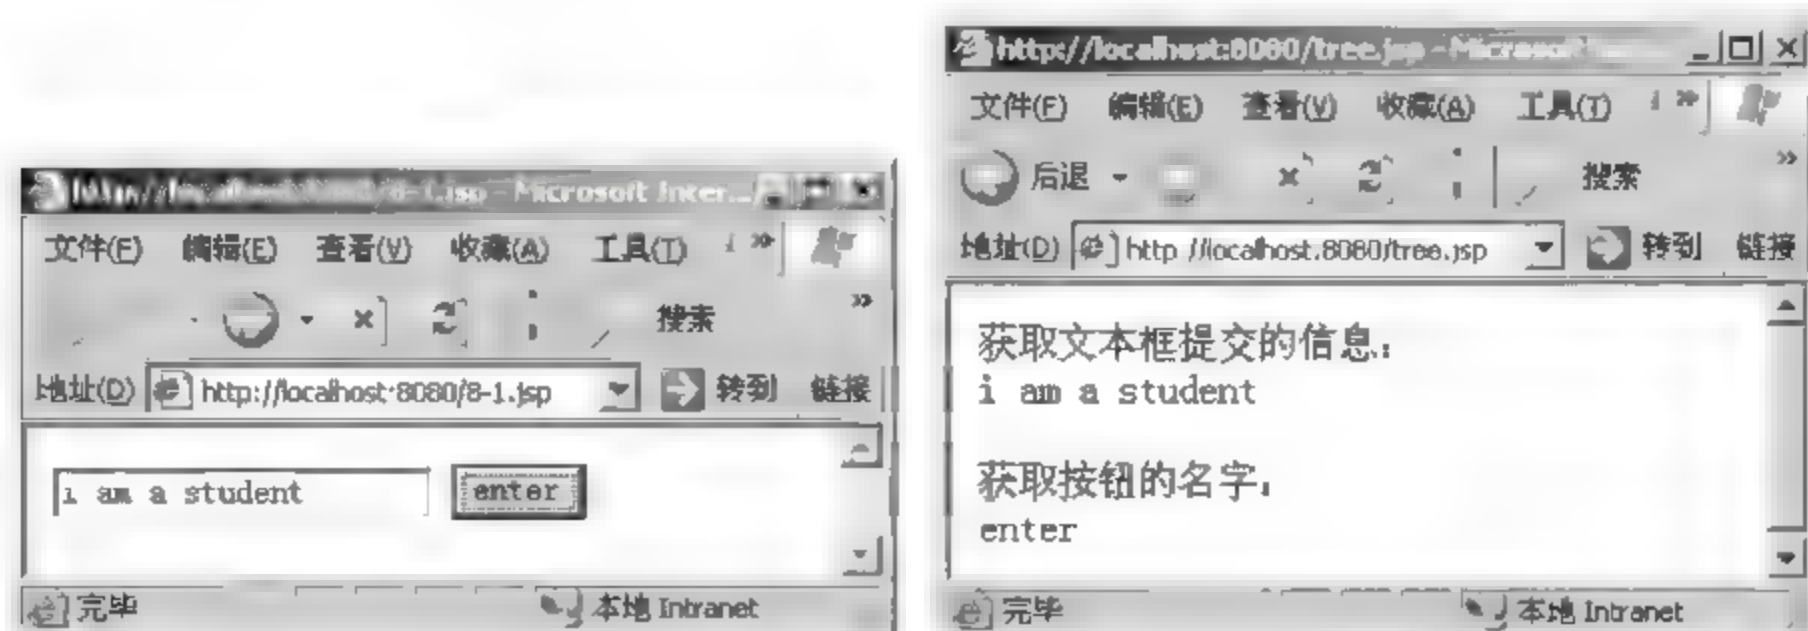 http://localhost:8080/8-1.jsp - Microsoft Inter...
文件(F) 编辑(E) 查看(V) 收藏(A) 工具(T) »
搜索 »
地址(D) http://localhost:8080/8-1.jsp 转到 链接
i am a student enter
完毕 本地 Intranet
http://localhost:8080/tree.jsp - Microsoft
文件(F) 编辑(E) 查看(V) 收藏(A) 工具(T) »
后退 搜索 »
地址(D) http://localhost:8080/tree.jsp 转到 链接
获取文本框提交的信息:
i am a student
获取按钮的名字:
enter
完毕 本地 Intranet